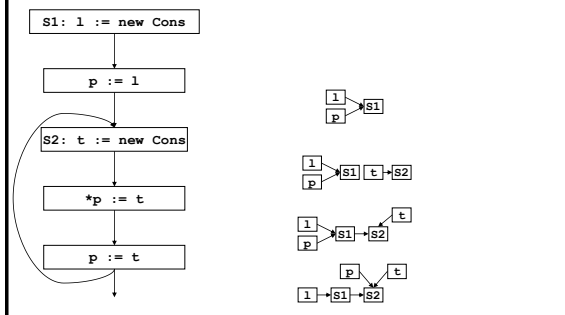 S1: l := new Cons
p := l
S2: t := new Cons
*p := t
p := t
l
p
S1
l
p
S1 t S2
t
l
p
S1 S2
p t
l S1 S2